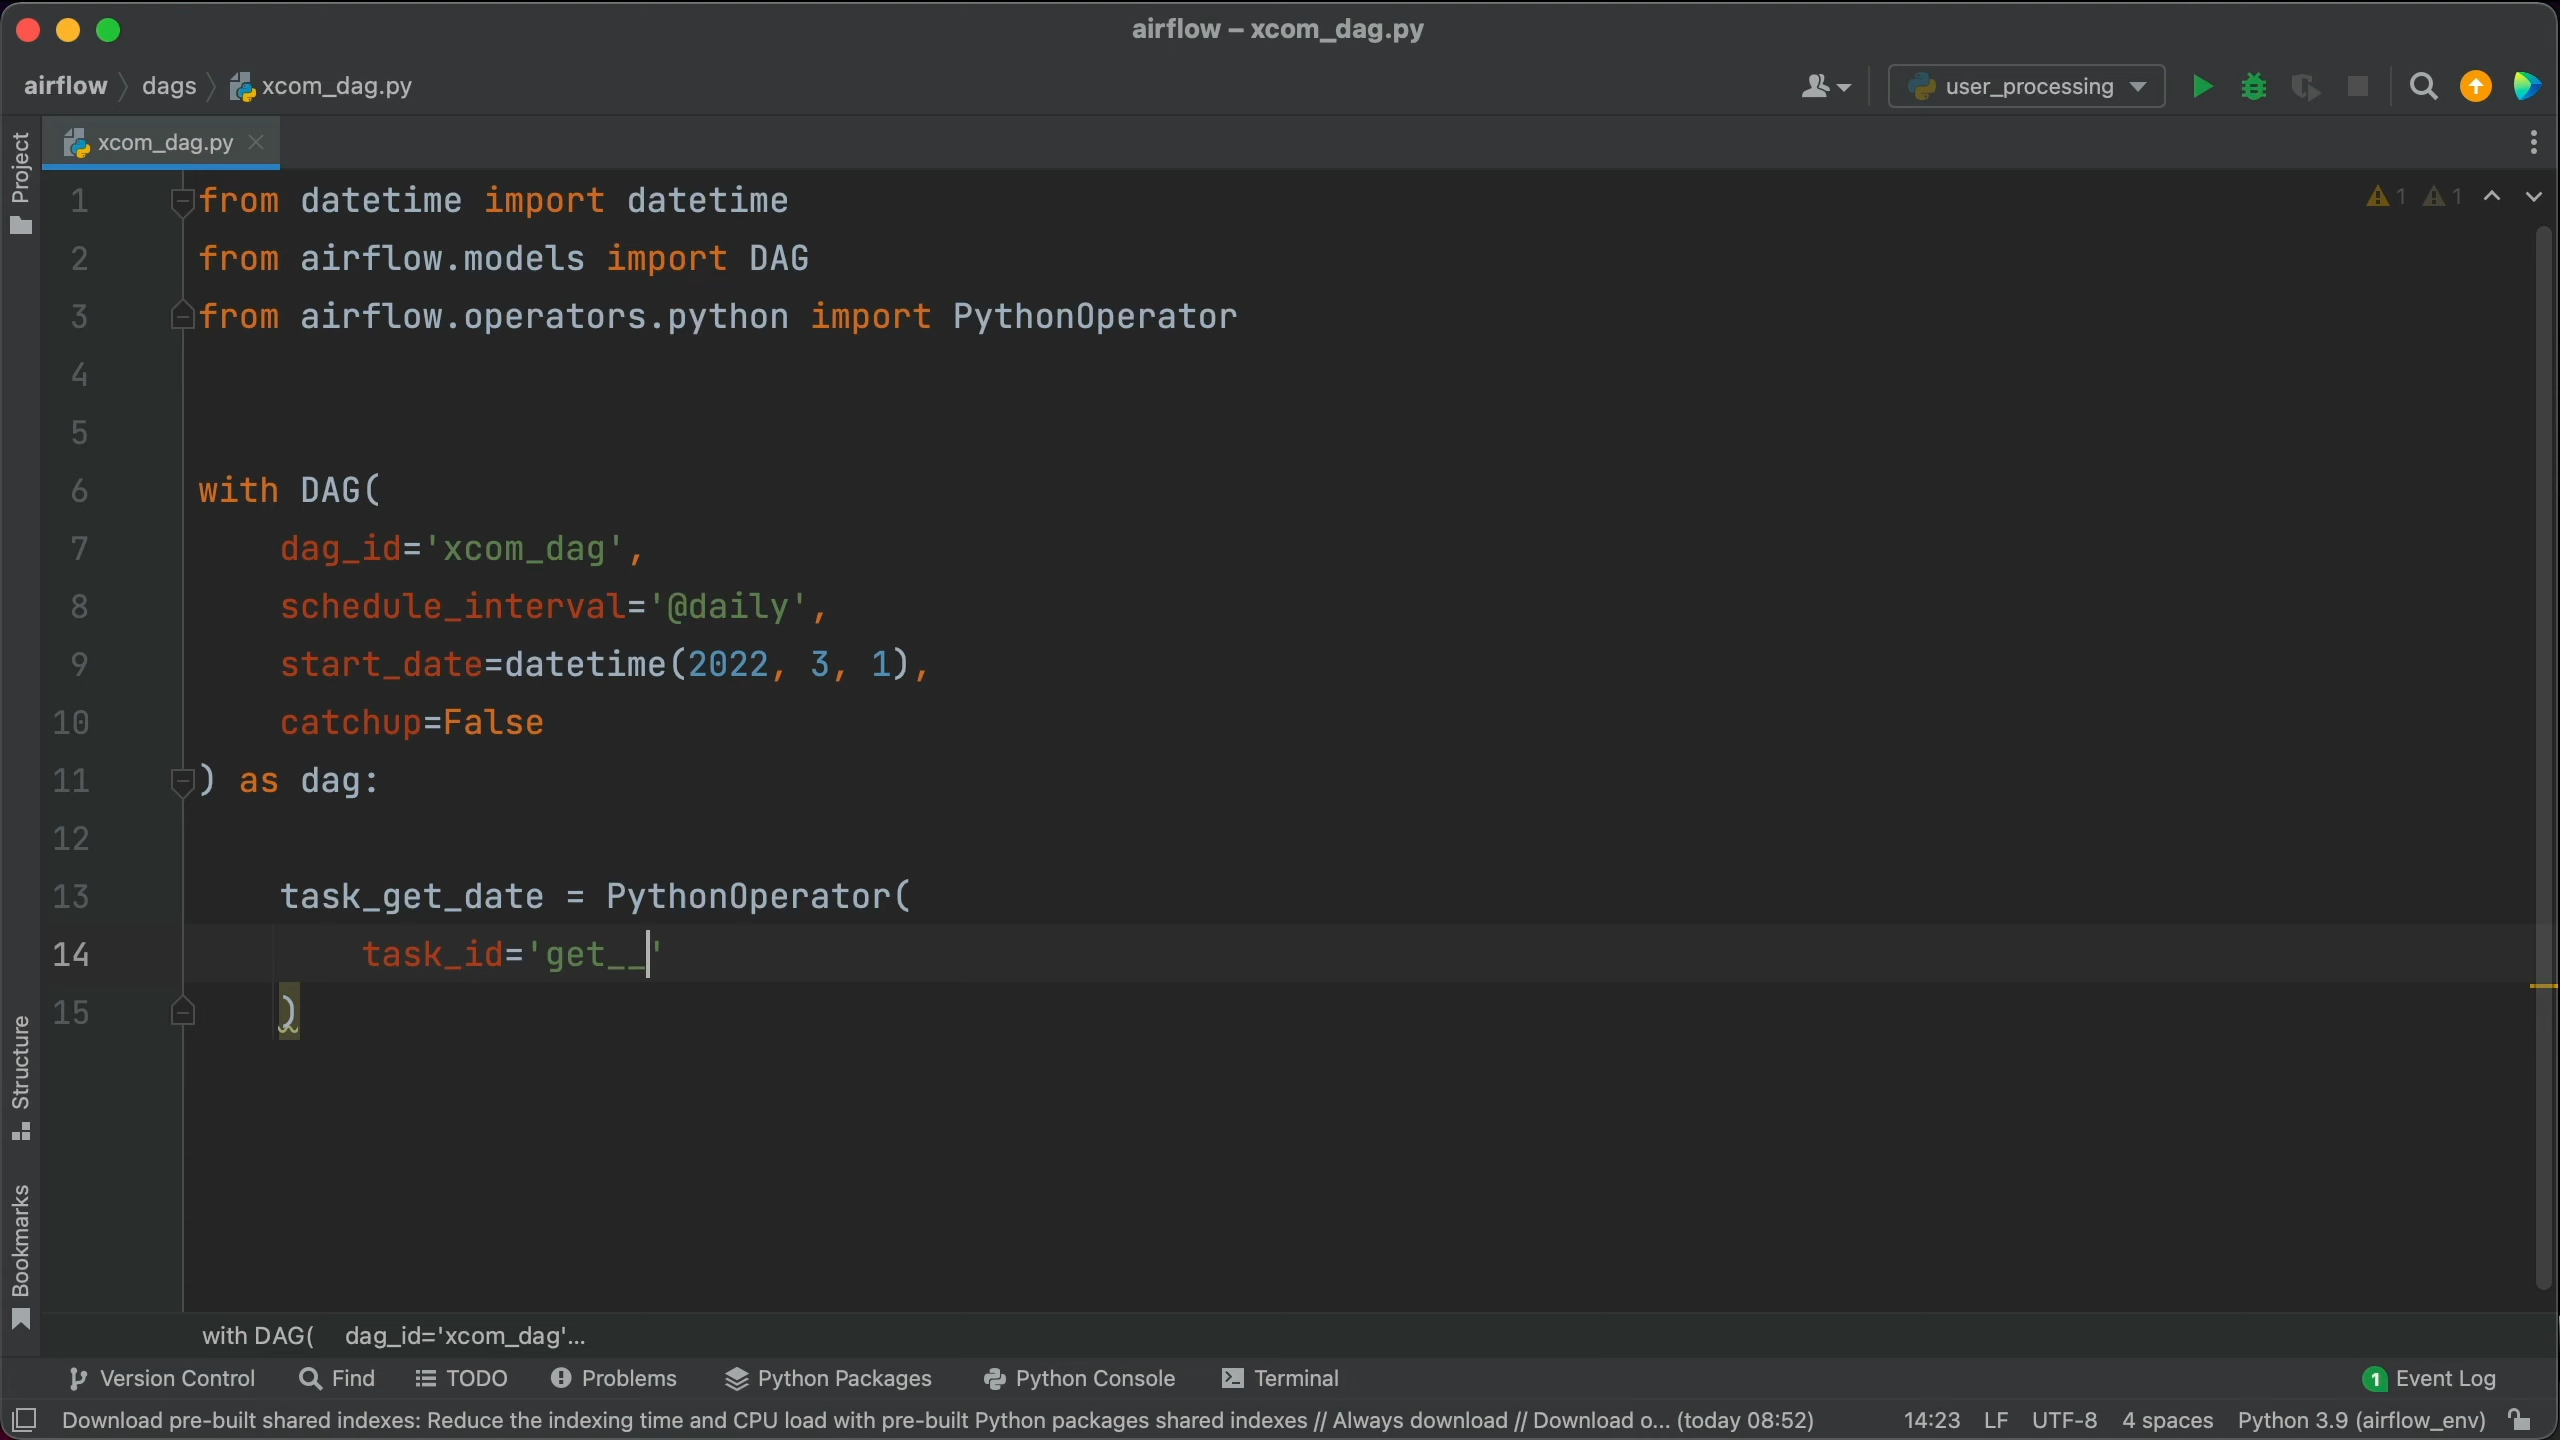 airflow – xcom_dag.py
airflow dags xcom_dag.py
user_processing
xcom_dag.py
Project
1 1
1 from datetime import datetime
2 from airflow.models import DAG
3 from airflow.operators.python import PythonOperator
4
5
6 with DAG(
7 dag_id='xcom_dag',
8 schedule_interval='@daily',
9 start_date=datetime(2022, 3, 1),
10 catchup=False
11 ) as dag:
12
13 task_get_date = PythonOperator(
14 task_id='get__'
15 )
Structure
Bookmarks
with DAG( dag_id='xcom_dag'...
Version Control Find TODO Problems Python Packages Python Console Terminal 1 Event Log
Download pre-built shared indexes: Reduce the indexing time and CPU load with pre-built Python packages shared indexes // Always download // Download o... (today 08:52) 14:23 LF UTF-8 4 spaces Python 3.9 (airflow_env)